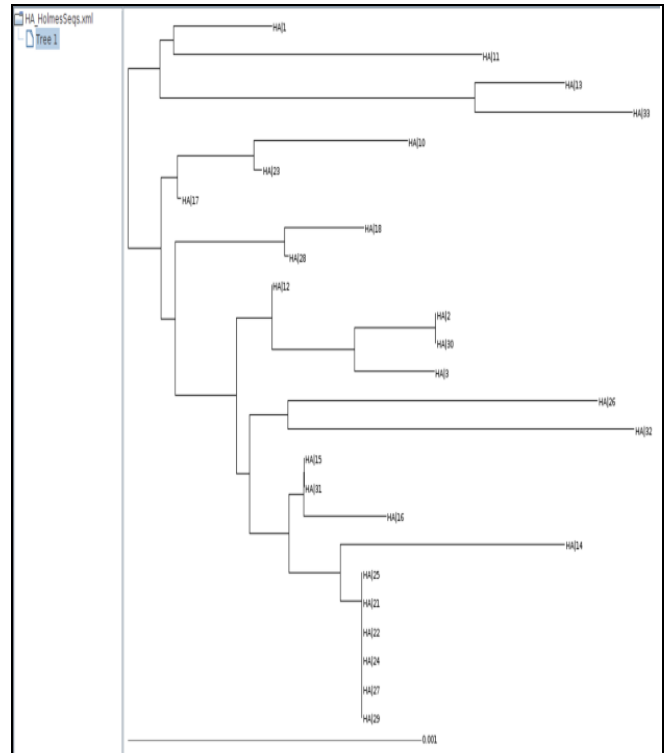 HA_HolmesSeqs.xml
Tree 1
HA|1
HA|11
HA|13
HA|33
HA|10
HA|23
HA|17
HA|18
HA|28
HA|12
HA|2
HA|30
HA|3
HA|26
HA|32
HA|15
HA|31
HA|16
HA|14
HA|25
HA|21
HA|22
HA|24
HA|27
HA|29
0.001